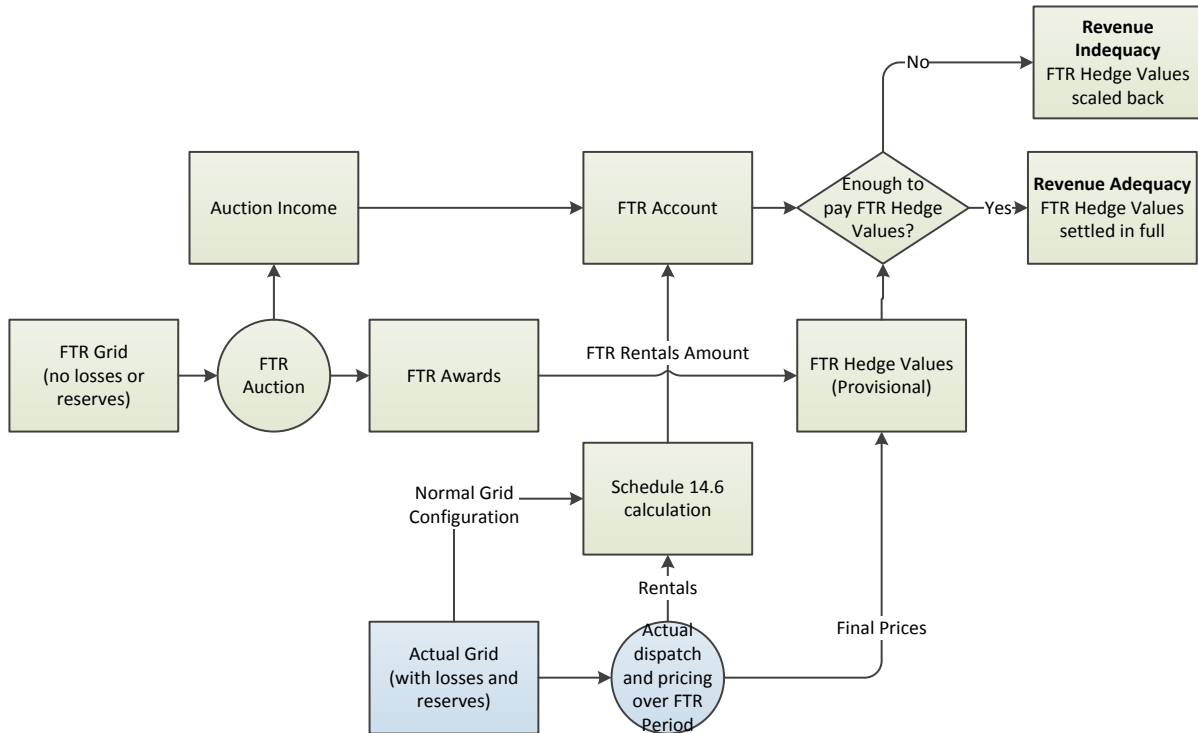 Revenue
Indequacy
FTR Hedge Values
scaled back
No
Auction Income
FTR Account
Enough to
pay FTR Hedge
Values?
Yes
Revenue Adequacy
FTR Hedge Values
settled in full
FTR Grid
(no losses or
reserves)
FTR
Auction
FTR Awards
FTR Rentals Amount
FTR Hedge Values
(Provisional)
Normal Grid
Configuration
Schedule 14.6
calculation
Rentals
Actual Grid
(with losses and
reserves)
Actual
dispatch
and pricing
over FTR
Period
Final Prices